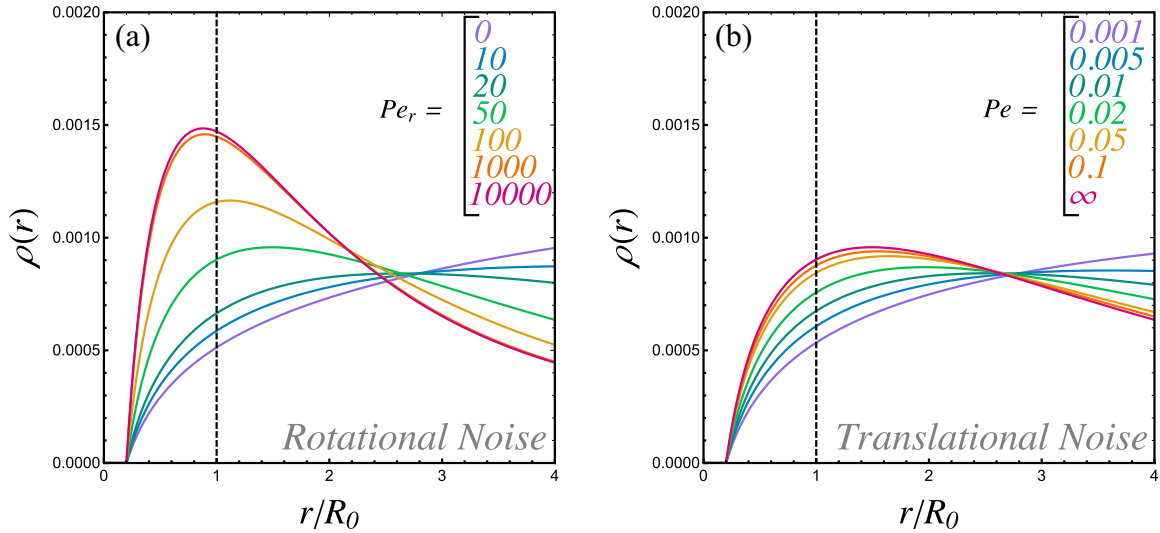 (a)
ρ(r)
0.0020
0.0015
0.0010
0.0005
0.0000
Pe_r =
0
10
20
50
100
1000
10000
Rotational Noise
0 1 2 3 4
r/R_0
(b)
ρ(r)
0.0020
0.0015
0.0010
0.0005
0.0000
Pe =
0.001
0.005
0.01
0.02
0.05
0.1
∞
Translational Noise
0 1 2 3 4
r/R_0